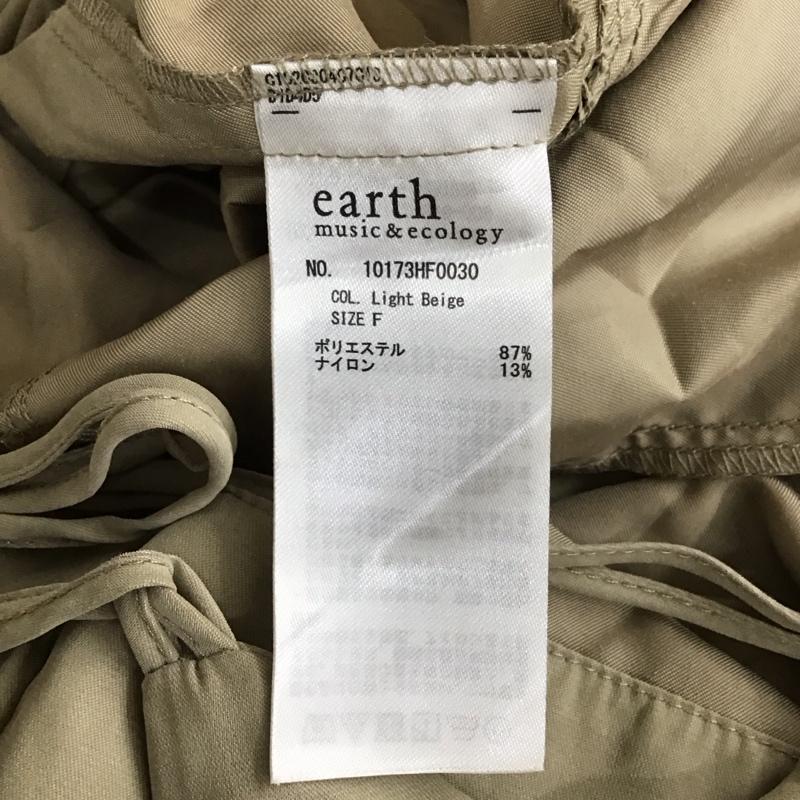 earth
music&ecology
NO. 10173HF0030
COL. Light Beige
SIZE F
ポリエステル 87%
ナイロン 13%